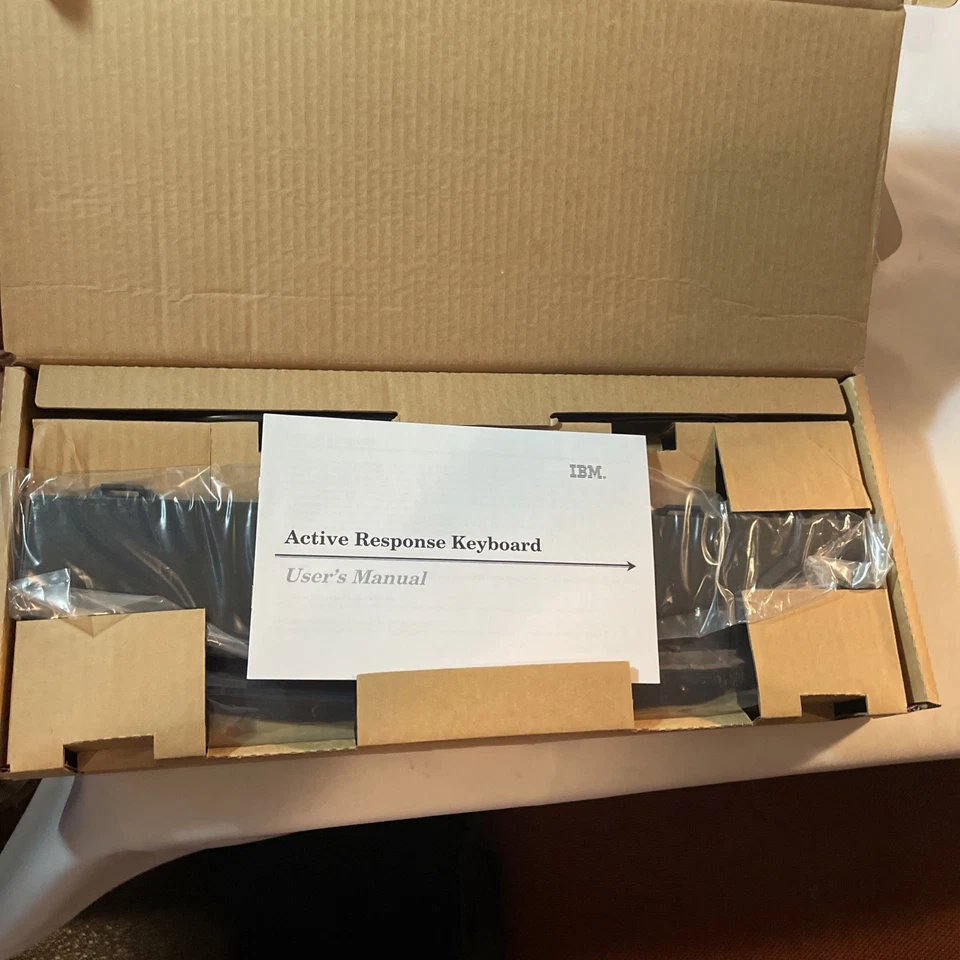 IBM.
Active Response Keyboard
User's Manual